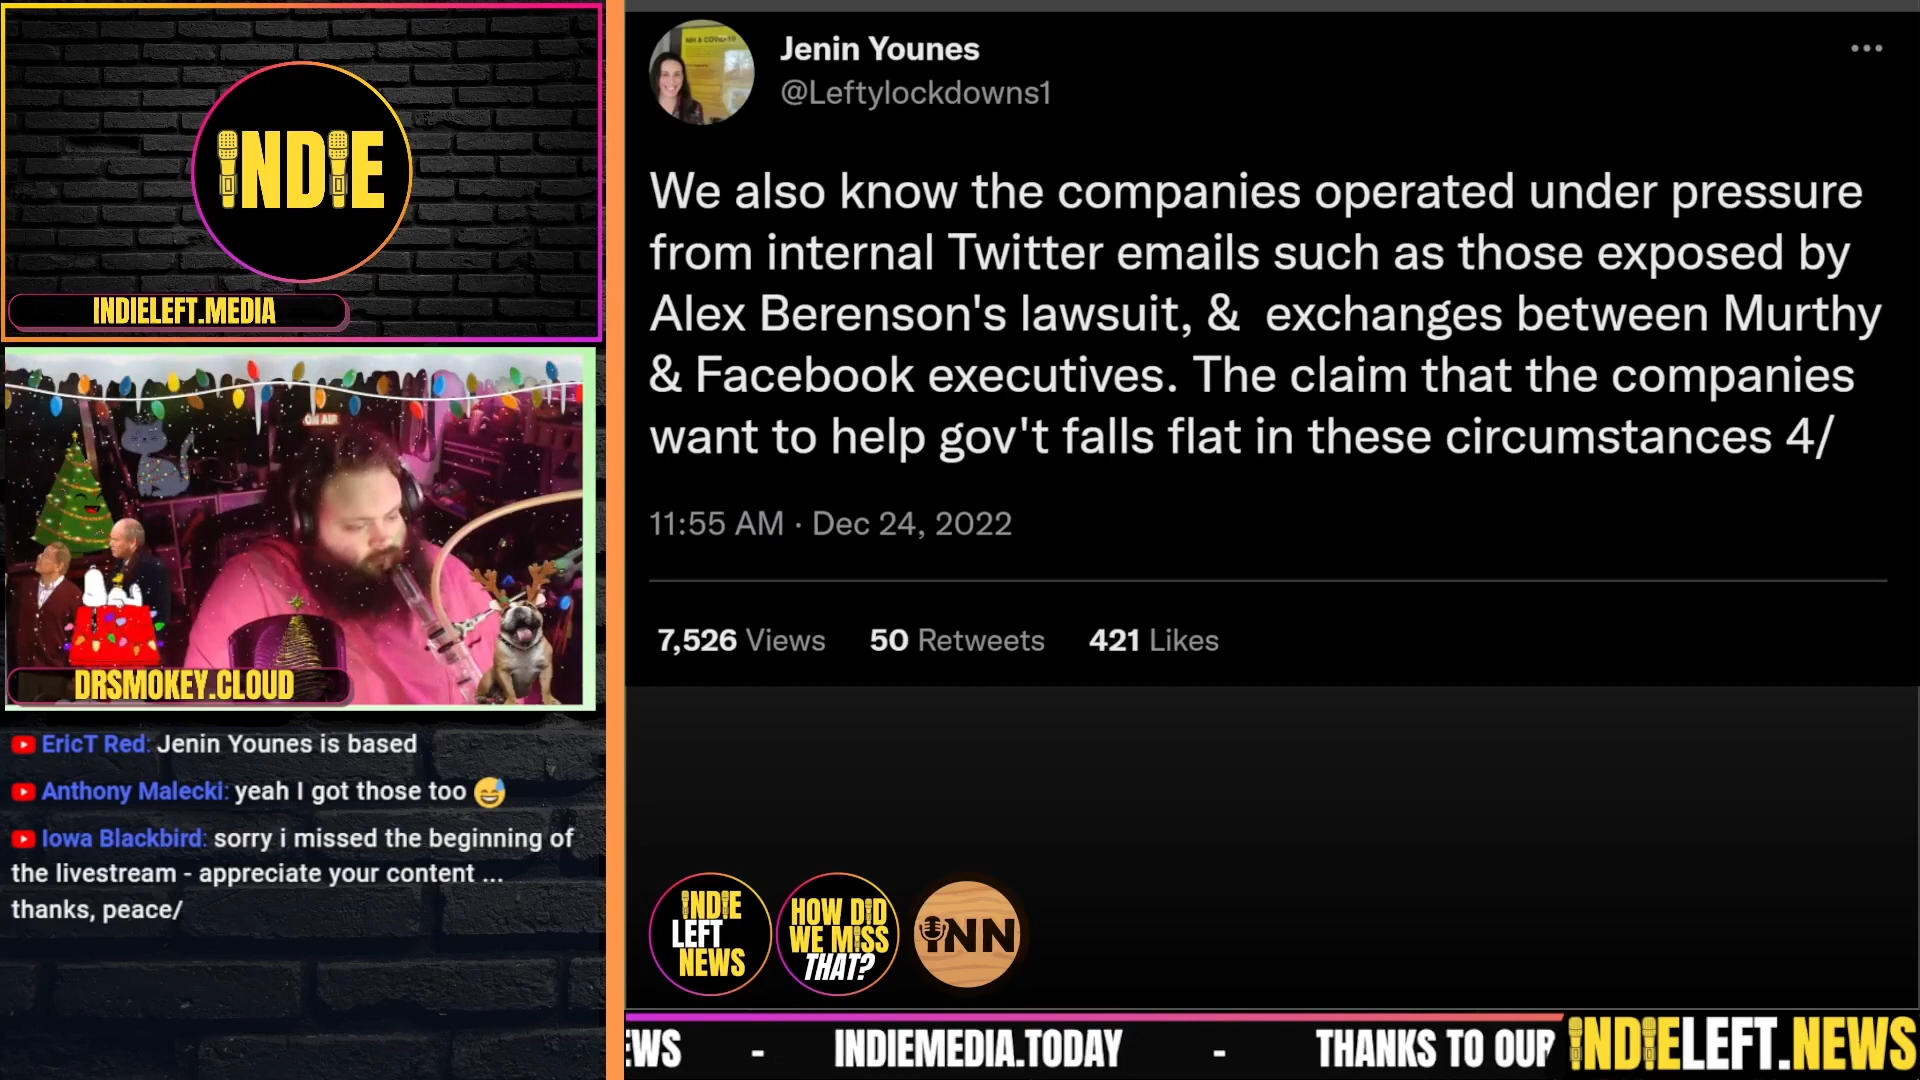 INDIE
INDIELEFT.MEDIA
ON AIR
DRSMOKEY.CLOUD
EricT Red: Jenin Younes is based
Anthony Malecki: yeah I got those too 😅
Iowa Blackbird: sorry i missed the beginning of
the livestream - appreciate your content ...
thanks, peace/
Jenin Younes
@Leftylockdowns1
We also know the companies operated under pressure
from internal Twitter emails such as those exposed by
Alex Berenson's lawsuit, &  exchanges between Murthy
& Facebook executives. The claim that the companies
want to help gov't falls flat in these circumstances 4/
11:55 AM · Dec 24, 2022
7,526 Views 50 Retweets 421 Likes
INDIE
LEFT
NEWS
HOW DID
WE MISS
THAT?
INN
EWS - INDIEMEDIA.TODAY - THANKS TO OUR
INDIELEFT.NEWS